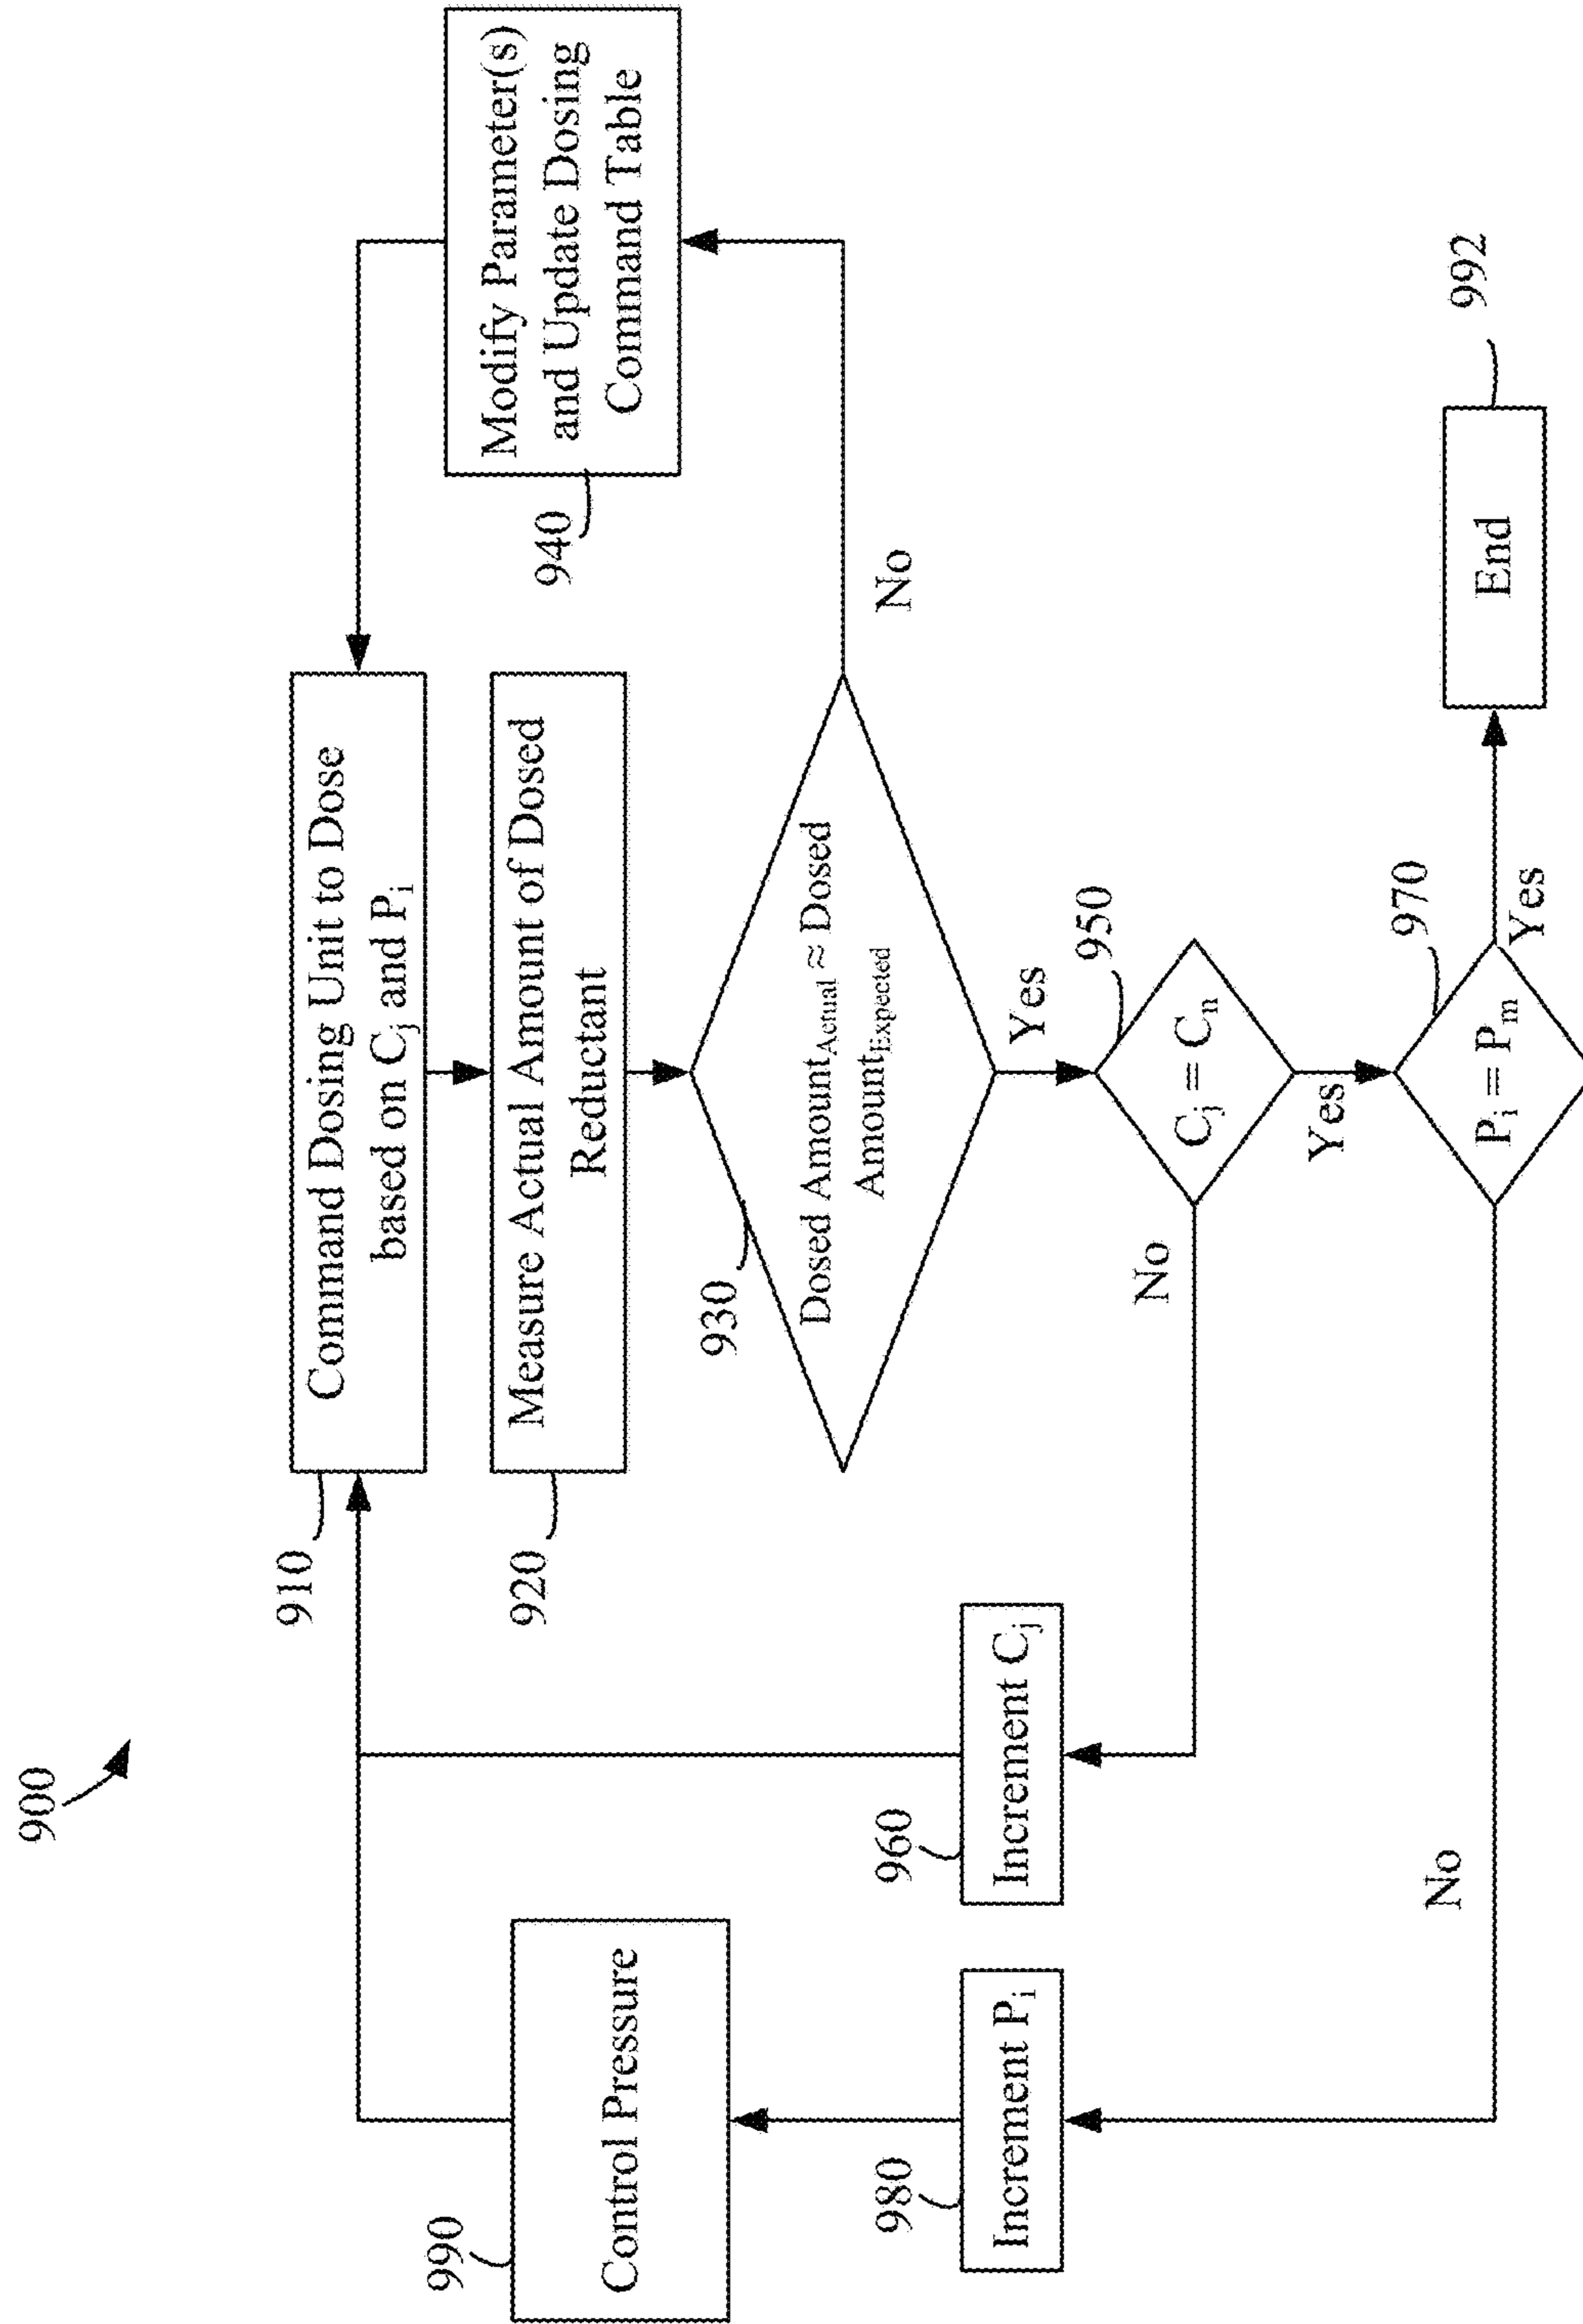 900
910
Command Dosing Unit to Dose
based on Cj and Pi
920
Measure Actual Amount of Dosed
Reductant
930
Dosed AmountActual ≈ Dosed
AmountExpected
No
940
Modify Parameter(s)
and Update Dosing
Command Table
Yes
950
Cj = Cn
No
960
Increment Cj
Yes
970
Pi = Pm
No
980
Increment Pi
990
Control Pressure
Yes
End
992